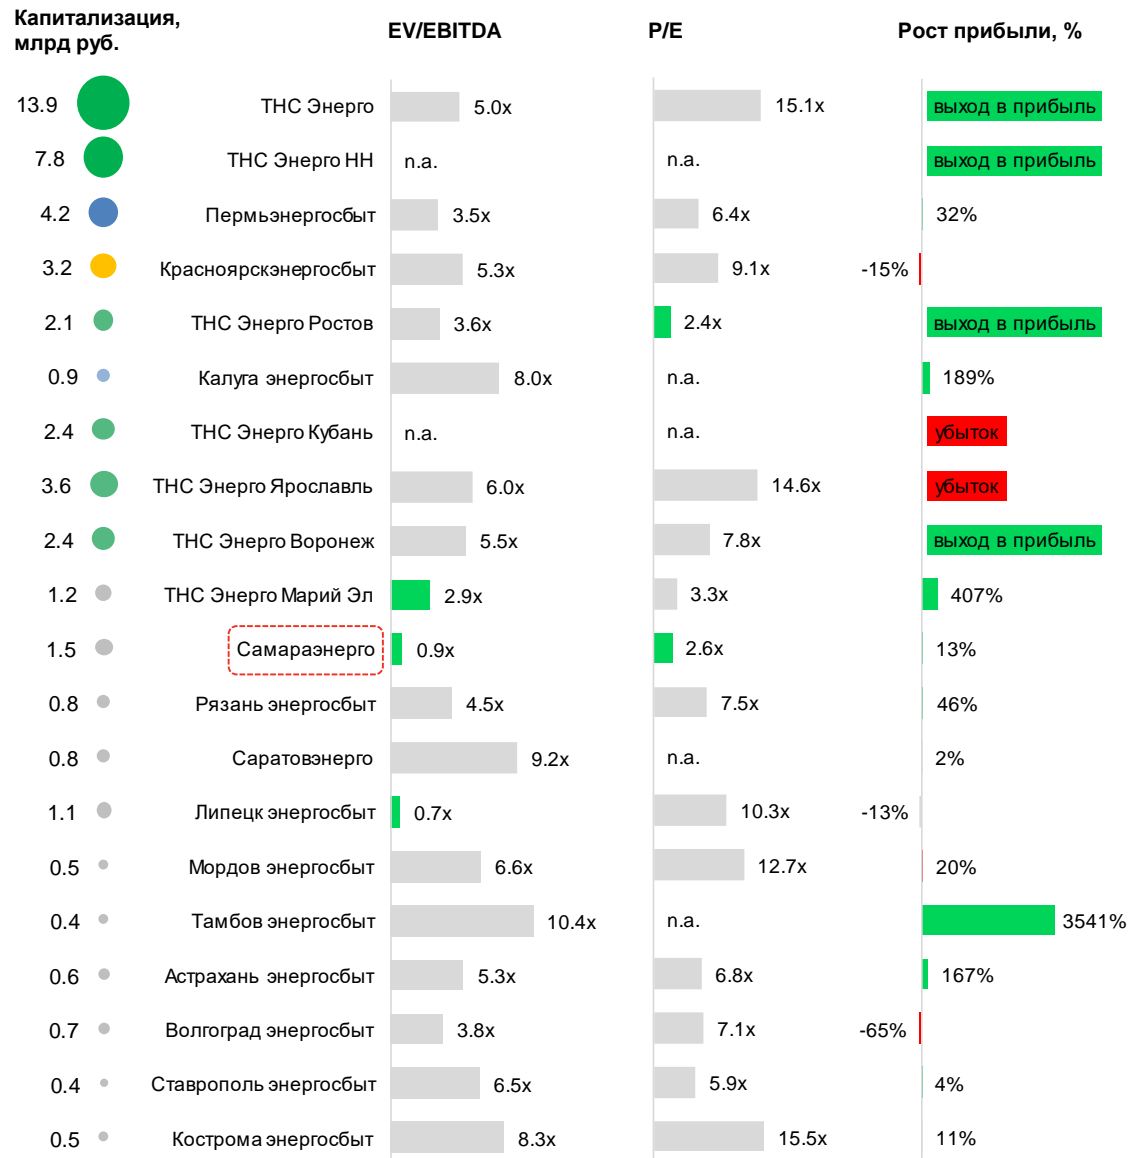 Капитализация,
млрд руб.
EV/EBITDA
P/E
Рост прибыли, %
13.9 ТНС Энерго 5.0x 15.1x выход в прибыль
7.8 ТНС Энерго НН n.a. n.a. выход в прибыль
4.2 Пермьэнергосбыт 3.5x 6.4x 32%
3.2 Красноярскэнергосбыт 5.3x 9.1x -15%
2.1 ТНС Энерго Ростов 3.6x 2.4x выход в прибыль
0.9 Калуга энергосбыт 8.0x n.a. 189%
2.4 ТНС Энерго Кубань n.a. n.a. убыток
3.6 ТНС Энерго Ярославль 6.0x 14.6x убыток
2.4 ТНС Энерго Воронеж 5.5x 7.8x выход в прибыль
1.2 ТНС Энерго Марий Эл 2.9x 3.3x 407%
1.5 Самараэнерго 0.9x 2.6x 13%
0.8 Рязань энергосбыт 4.5x 7.5x 46%
0.8 Саратовэнерго 9.2x n.a. 2%
1.1 Липецк энергосбыт 0.7x 10.3x -13%
0.5 Мордов энергосбыт 6.6x 12.7x 20%
0.4 Тамбов энергосбыт 10.4x n.a. 3541%
0.6 Астрахань энергосбыт 5.3x 6.8x 167%
0.7 Волгоград энергосбыт 3.8x 7.1x -65%
0.4 Ставрополь энергосбыт 6.5x 5.9x 4%
0.5 Кострома энергосбыт 8.3x 15.5x 11%